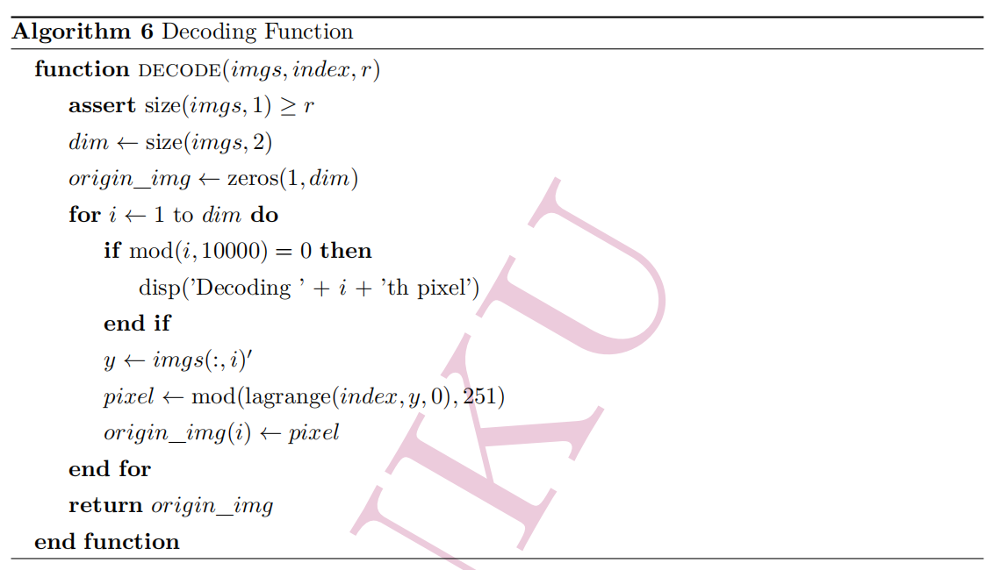 Algorithm 6 Decoding Function
function DECODE(imgs, index, r)
assert size(imgs, 1) ≥ r
dim ← size(imgs, 2)
origin_img ← zeros(1, dim)
for i ← 1 to dim do
if mod(i, 10000) = 0 then
disp('Decoding ' + i + 'th pixel')
end if
y ← imgs(:, i)′
pixel ← mod(lagrange(index, y, 0), 251)
origin_img(i) ← pixel
end for
return origin_img
end function
KU